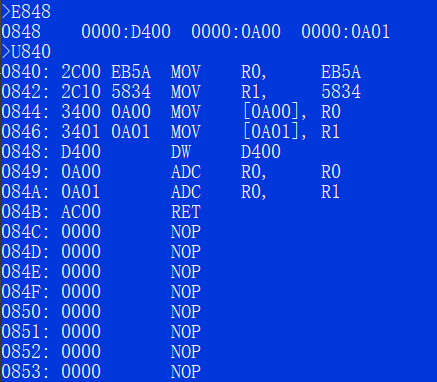 >E848
0848 0000:D400 0000:0A00 0000:0A01
>U840
0840: 2C00 EB5A MOV R0, EB5A
0842: 2C10 5834 MOV R1, 5834
0844: 3400 0A00 MOV [0A00], R0
0846: 3401 0A01 MOV [0A01], R1
0848: D400 DW D400
0849: 0A00 ADC R0, R0
084A: 0A01 ADC R0, R1
084B: AC00 RET
084C: 0000 NOP
084D: 0000 NOP
084E: 0000 NOP
084F: 0000 NOP
0850: 0000 NOP
0851: 0000 NOP
0852: 0000 NOP
0853: 0000 NOP